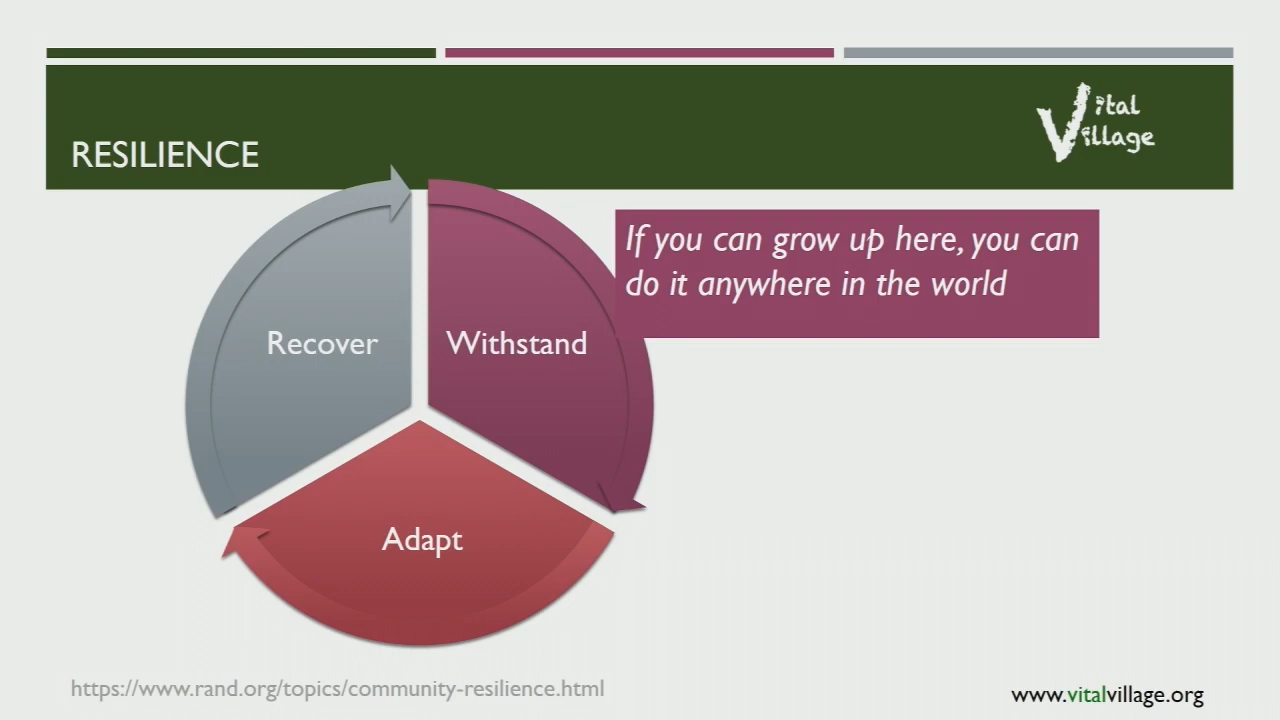 RESILIENCE
Vital
Village
If you can grow up here, you can
do it anywhere in the world
Recover
Withstand
Adapt
https://www.rand.org/topics/community-resilience.html
www.vitalvillage.org